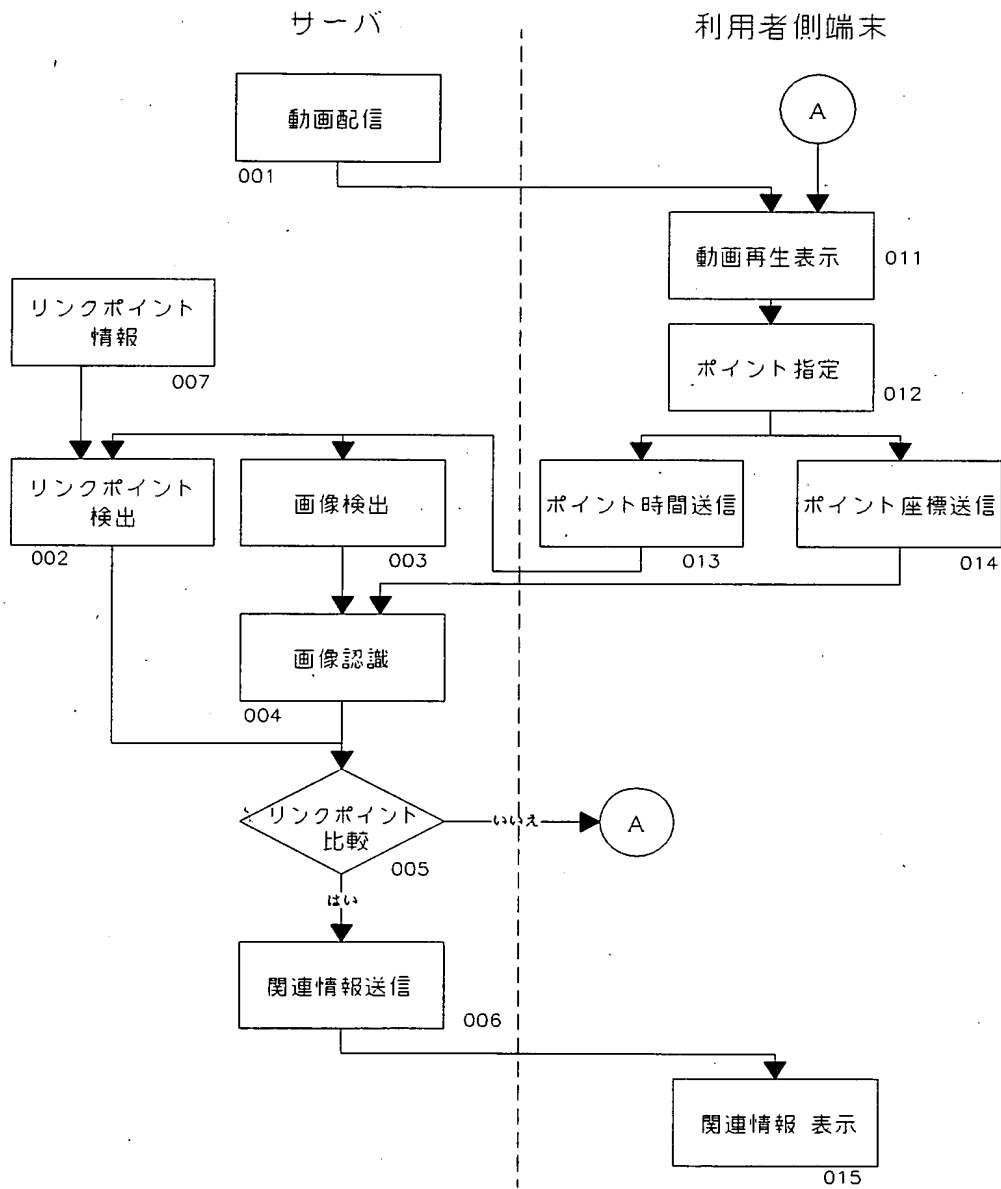 サーバ
利用者側端末
動画配信
001
A
動画再生表示
011
リンクポイント
情報
007
ポイント指定
012
リンクポイント
検出
002
画像検出
003
ポイント時間送信
013
ポイント座標送信
014
画像認識
004
リンクポイント
比較
005
いいえ
A
はい
関連情報送信
006
関連情報 表示
015